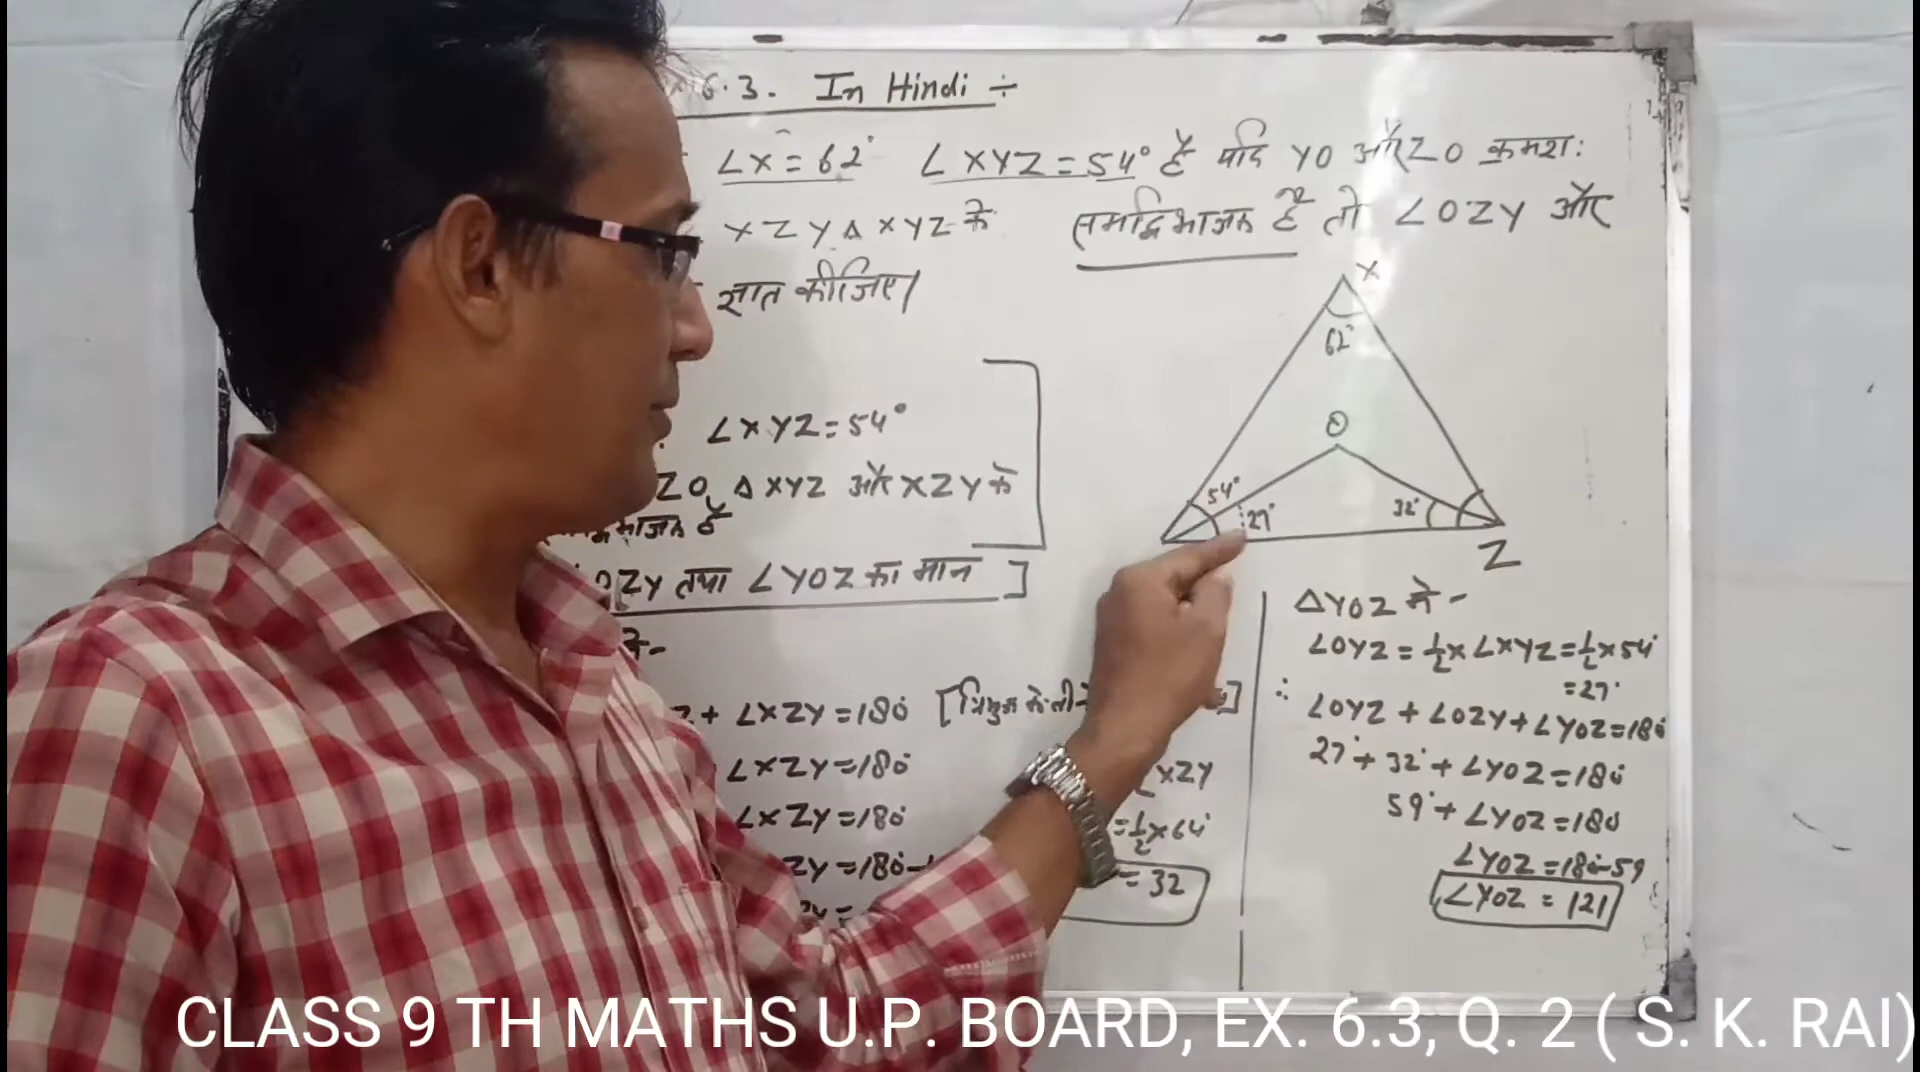 6.3. In Hindi ÷
∠X = 62° ∠XYZ = 54° है यदि YO और ZO क्रमशः
XZY Δ XYZ के समद्विभाजक है तो ∠OZY और
ज्ञात कीजिए।
X
62°
O
54°
27°
32°
Z
∠XYZ = 54°
ZO, Δ XYZ और XZY के
भाजक है
OZY तथा ∠YOZ का मान ]
में-
Z + ∠XZY = 180° [त्रिभुज के ती
∠XZY = 180°
∠XZY = 180°
ZY = 180° -
ZY =
∠XZY
= 1/2 × 64°
= 32
ΔYOZ में -
∠OYZ = 1/2 × ∠XYZ = 1/2 × 54°
= 27°
∴ ∠OYZ + ∠OZY + ∠YOZ = 180°
27° + 32° + ∠YOZ = 180°
59° + ∠YOZ = 180
∠YOZ = 180° - 59
∠YOZ = 121
CLASS 9 TH MATHS U.P. BOARD, EX. 6.3, Q. 2 ( S. K. RAI)